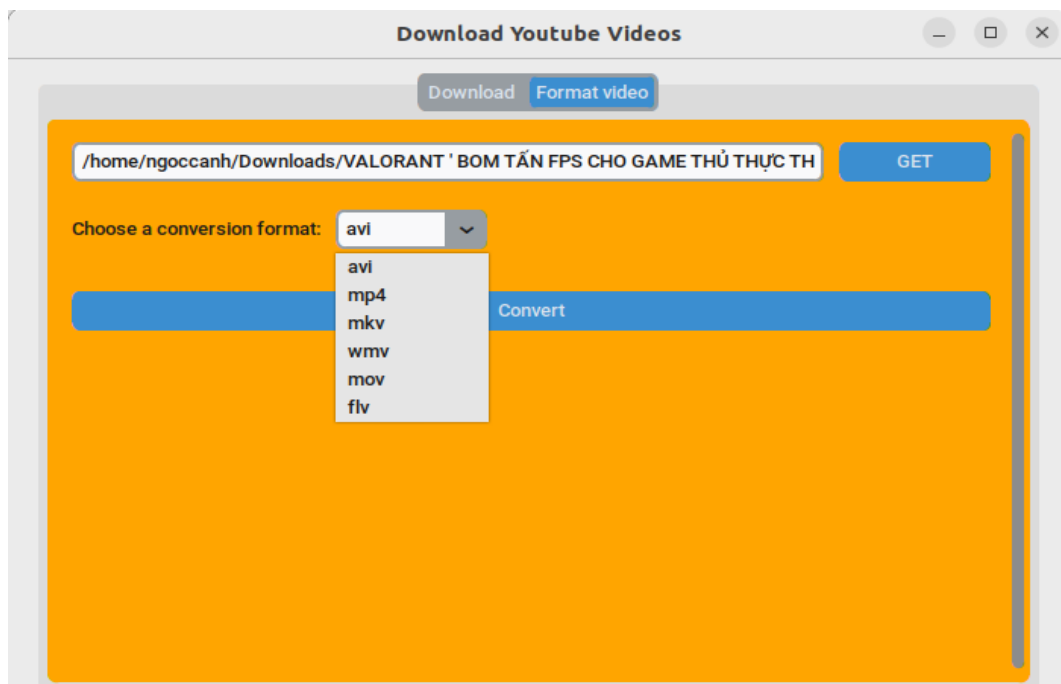 Download Youtube Videos
Download Format video
/home/ngoccanh/Downloads/VALORANT ' BOM TẤN FPS CHO GAME THỦ THỰC TH
GET
Choose a conversion format: avi
avi
mp4
mkv
wmv
mov
flv
Convert